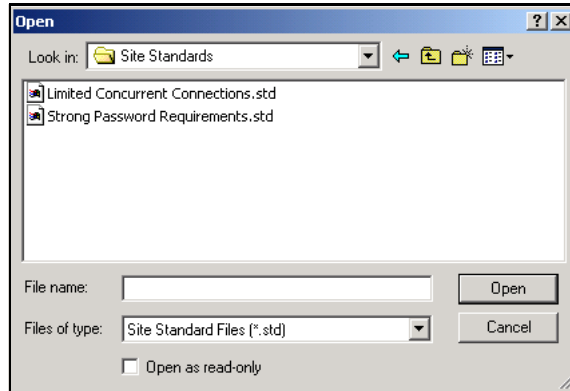 Open
Look in: Site Standards
Limited Concurrent Connections.std
Strong Password Requirements.std
File name: Open
Files of type: Site Standard Files (*.std) Cancel
Open as read-only